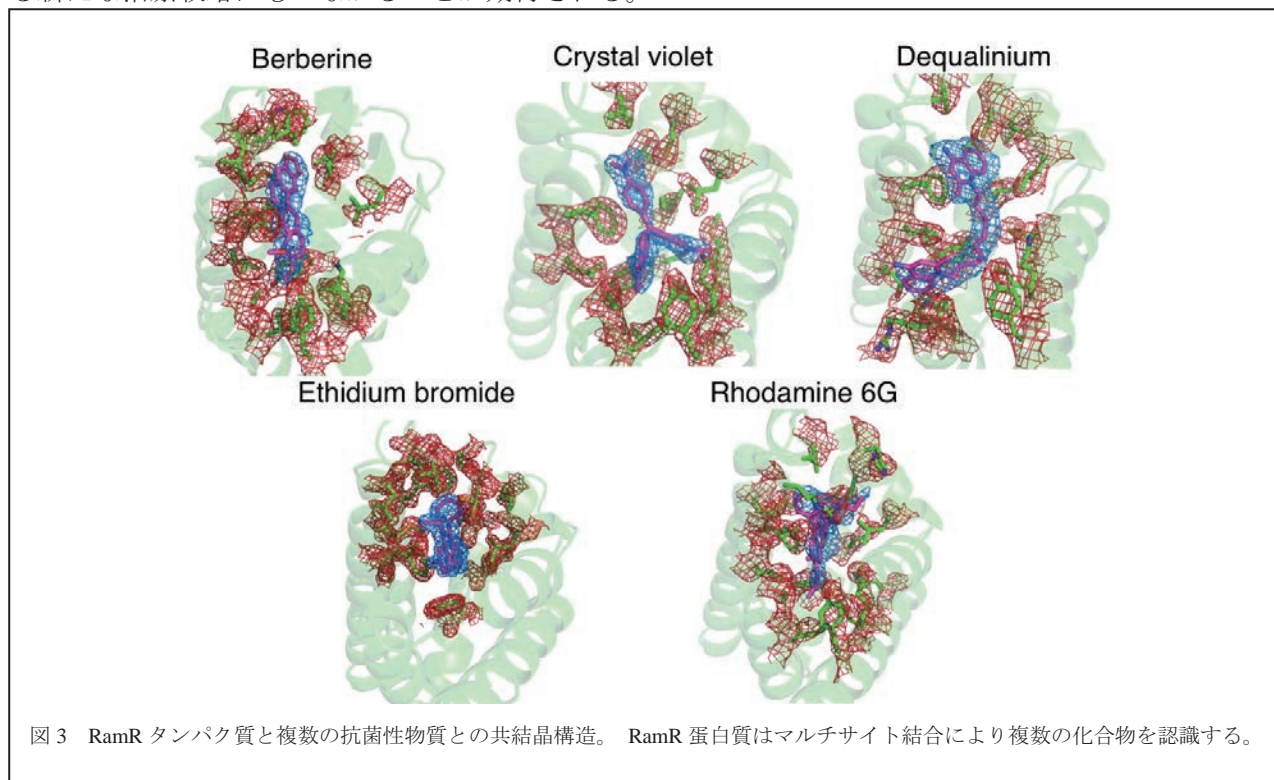 Berberine
Crystal violet
Dequalinium
Ethidium bromide
Rhodamine 6G
図 3 RamR タンパク質と複数の抗菌性物質との共結晶構造。 RamR 蛋白質はマルチサイト結合により複数の化合物を認識する。